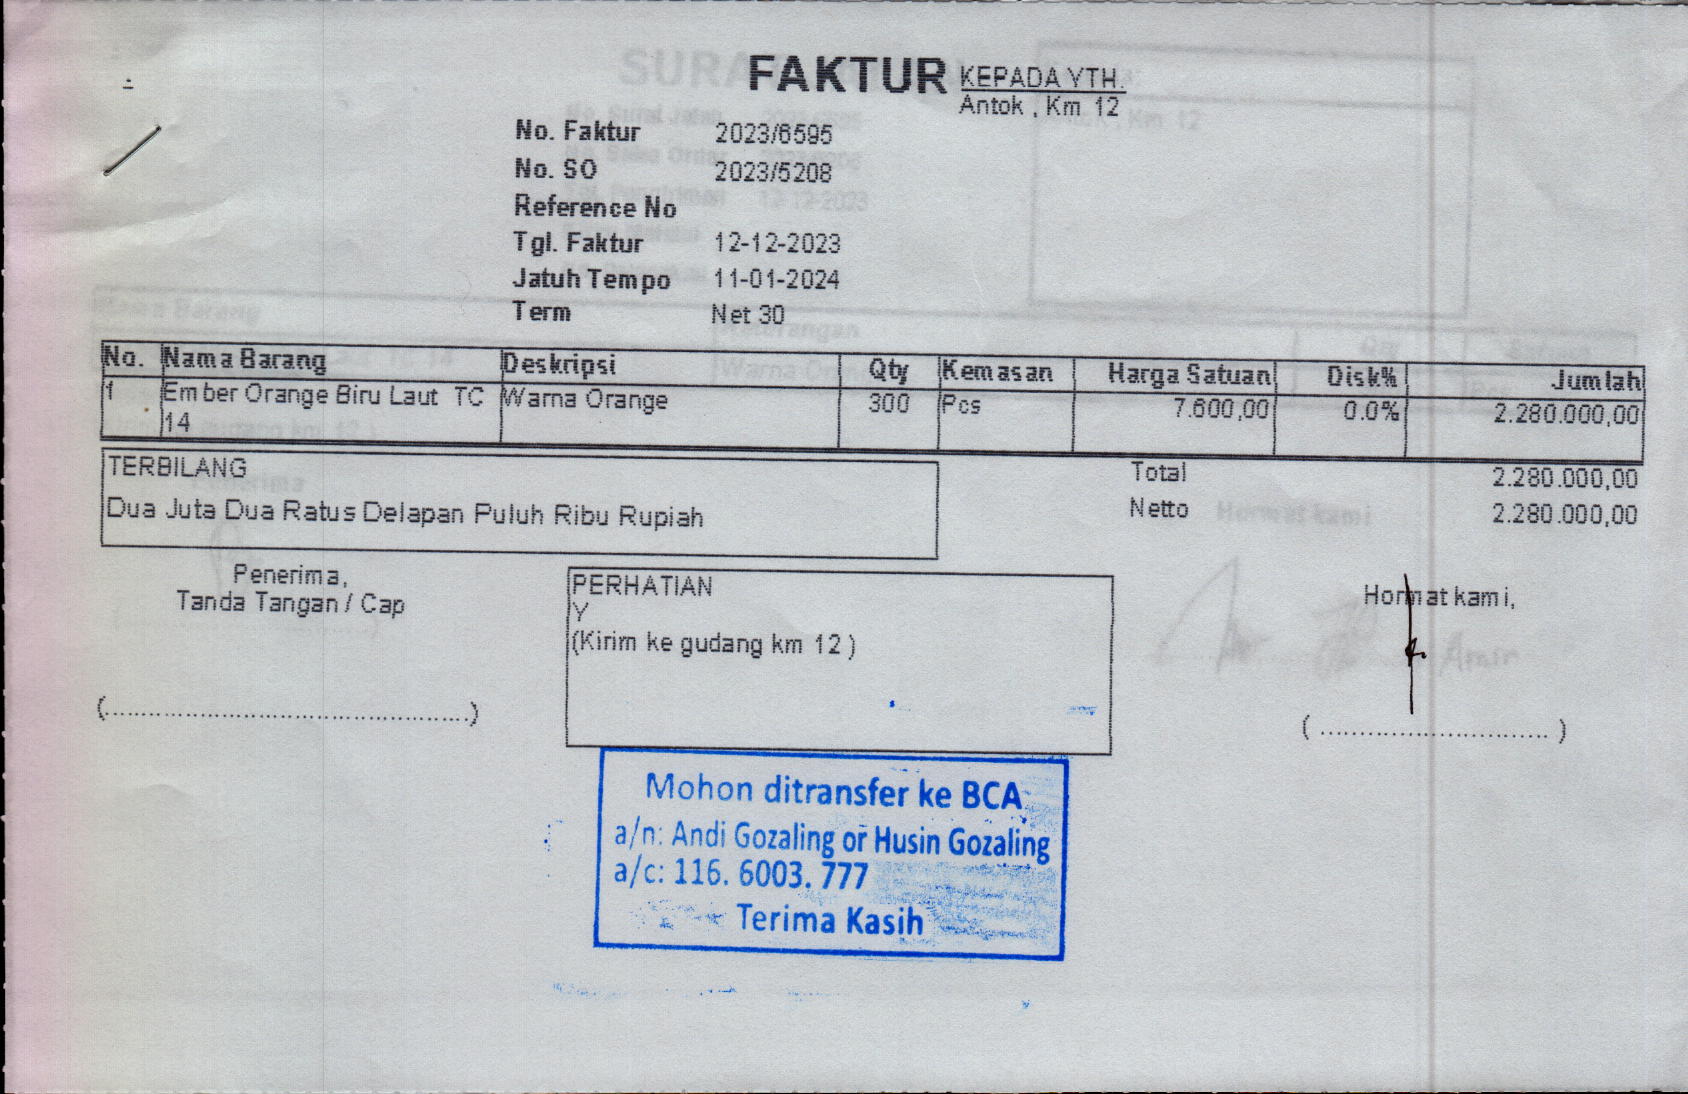 FAKTUR
KEPADA YTH.
Antok , Km 12
No. Faktur 2023/6595
No. SO 2023/5208
Reference No
Tgl. Faktur 12-12-2023
Jatuh Tempo 11-01-2024
Term Net 30
No. Nama Barang Deskripsi Qty Kemasan Harga Satuan Disk% Jumlah
1 Ember Orange Biru Laut TC Warna Orange 300 Pcs 7.600,00 0.0% 2.280.000,00
14
TERBILANG
Dua Juta Dua Ratus Delapan Puluh Ribu Rupiah
Total 2.280.000,00
Netto 2.280.000,00
Penerima,
Tanda Tangan / Cap
(................................................)
PERHATIAN
Y
(Kirim ke gudang km 12 )
Hormat kami,
( .............................. )
Mohon ditransfer ke BCA
a/n: Andi Gozaling or Husin Gozaling
a/c: 116. 6003. 777
Terima Kasih